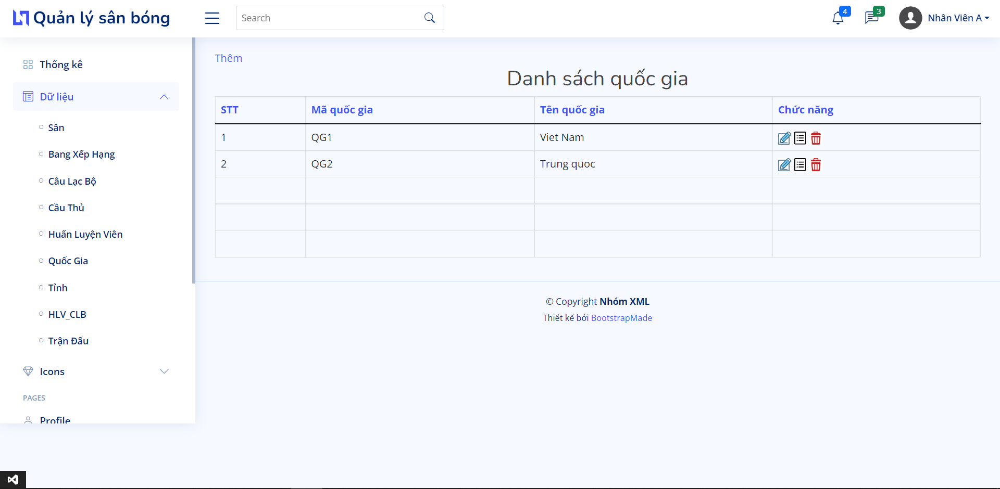 Quản lý sân bóng
Search
4
3
Nhân Viên A
Thống kê
Dữ liệu
Sân
Bang Xếp Hạng
Câu Lạc Bộ
Cầu Thủ
Huấn Luyện Viên
Quốc Gia
Tỉnh
HLV_CLB
Trận Đấu
Icons
PAGES
Profile
Thêm
Danh sách quốc gia
STT Mã quốc gia Tên quốc gia Chức năng
1 QG1 Viet Nam
2 QG2 Trung quoc
© Copyright Nhóm XML
Thiết kế bởi BootstrapMade